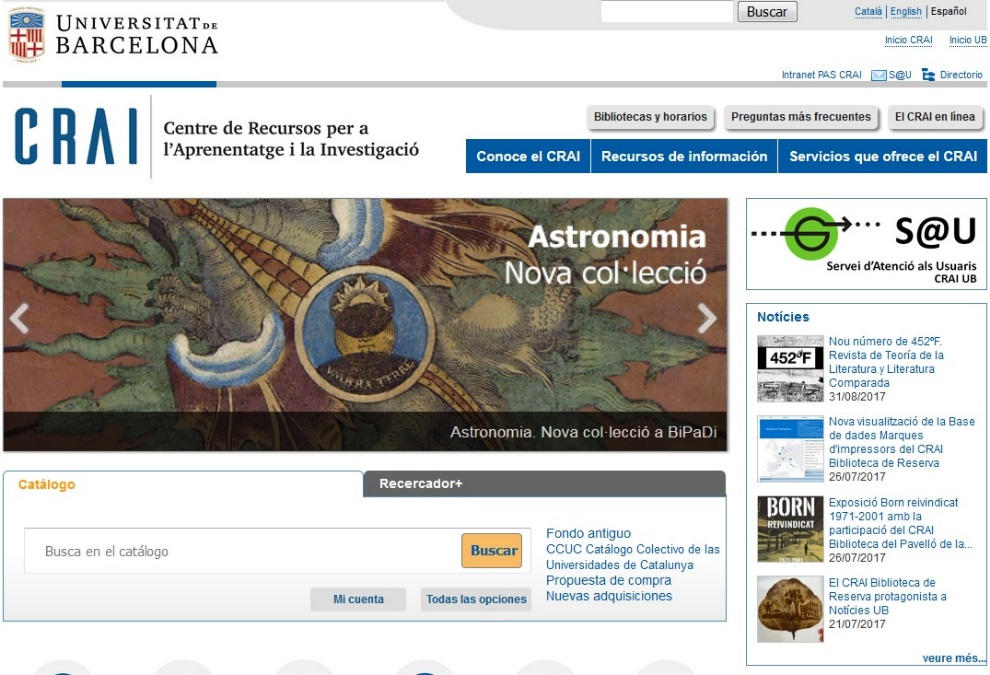 UNIVERSITAT DE
BARCELONA
Buscar
Català | English | Español
Inicio CRAI Inicio UB
Intranet PAS CRAI S@U Directorio
CRAI
Centre de Recursos per a
l'Aprenentatge i la Investigació
Bibliotecas y horarios Preguntas más frecuentes El CRAI en línea
Conoce el CRAI Recursos de información Servicios que ofrece el CRAI
Astronomia
Nova col·lecció
VMBRA TERRE
Astronomia. Nova col·lecció a BiPaDi
S@U
Servei d'Atenció als Usuaris
CRAI UB
Notícies
452ºF
Nou número de 452ºF.
Revista de Teoría de la
Literatura y Literatura
Comparada
31/08/2017
Nova visualització de la Base
de dades Marques
d'impressors del CRAI
Biblioteca de Reserva
26/07/2017
BORN
REIVINDICAT
1971-2001
Exposició Born reivindicat
1971-2001 amb la
participació del CRAI
Biblioteca del Pavelló de la...
26/07/2017
El CRAI Biblioteca de
Reserva protagonista a
Notícies UB
21/07/2017
veure més...
Catálogo
Recercador+
Busca en el catálogo
Buscar
Mi cuenta Todas las opciones
Fondo antiguo
CCUC Catálogo Colectivo de las
Universidades de Catalunya
Propuesta de compra
Nuevas adquisiciones